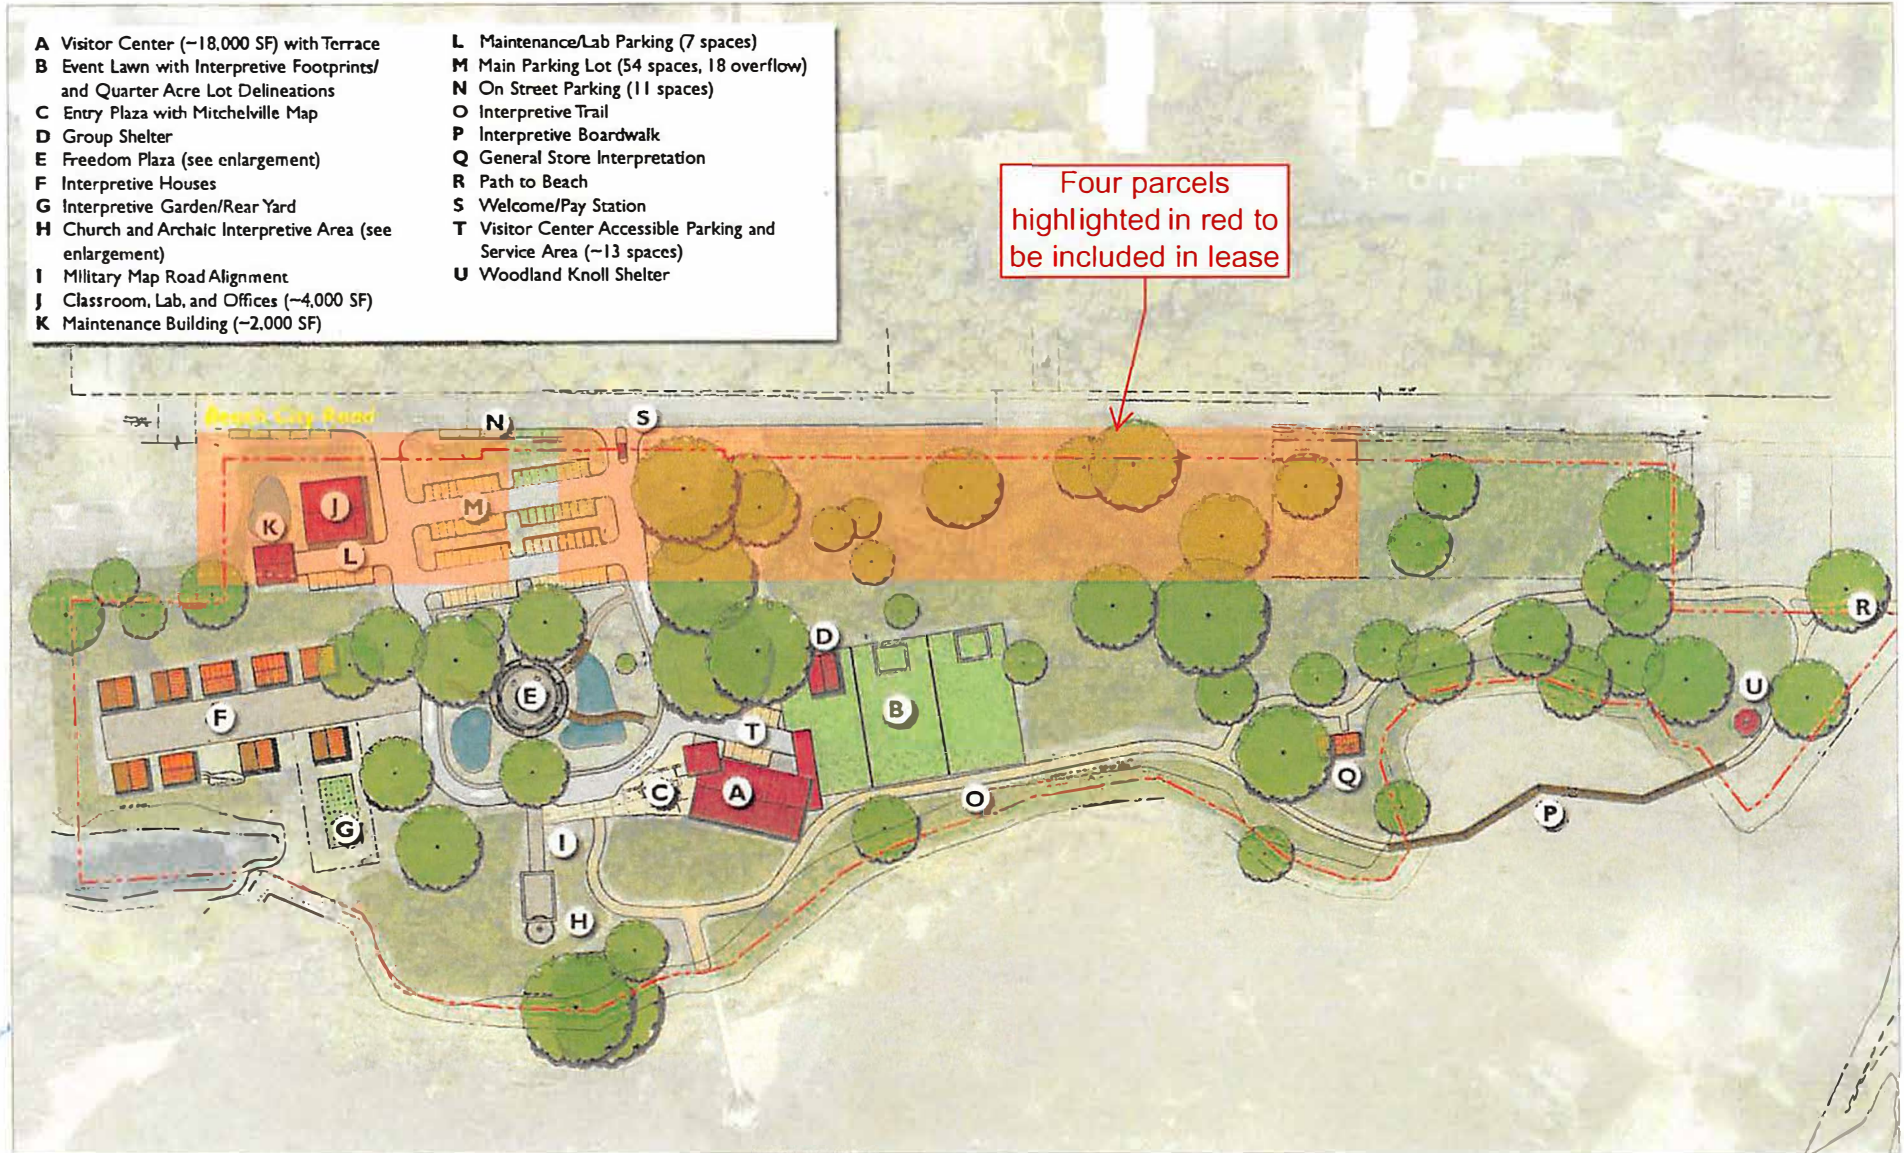 A Visitor Center (~18,000 SF) with Terrace
B Event Lawn with Interpretive Footprints/
and Quarter Acre Lot Delineations
C Entry Plaza with Mitchelville Map
D Group Shelter
E Freedom Plaza (see enlargement)
F Interpretive Houses
G Interpretive Garden/Rear Yard
H Church and Archaic Interpretive Area (see
enlargement)
I Military Map Road Alignment
J Classroom, Lab, and Offices (~4,000 SF)
K Maintenance Building (~2,000 SF)
L Maintenance/Lab Parking (7 spaces)
M Main Parking Lot (54 spaces, 18 overflow)
N On Street Parking (11 spaces)
O Interpretive Trail
P Interpretive Boardwalk
Q General Store Interpretation
R Path to Beach
S Welcome/Pay Station
T Visitor Center Accessible Parking and
Service Area (~13 spaces)
U Woodland Knoll Shelter
Four parcels
highlighted in red to
be included in lease
Beach City Road
N
S
J
M
K
L
R
D
U
E
B
F
T
Q
C
A
O
P
G
I
H